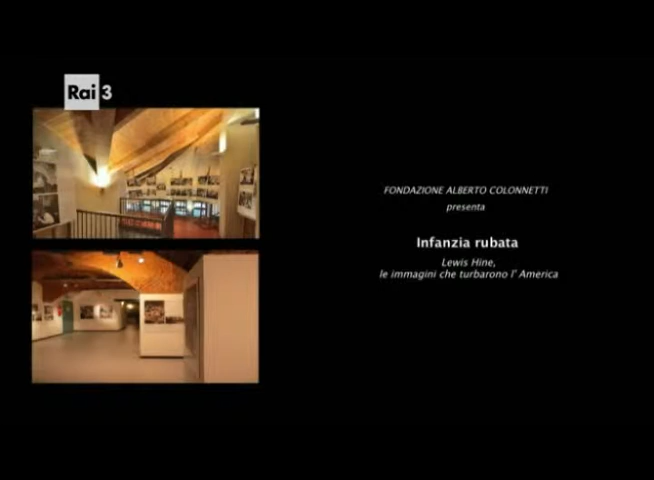 Rai 3
FONDAZIONE ALBERTO COLONNETTI
presenta
Infanzia rubata
Lewis Hine,
le immagini che turbarono l' America